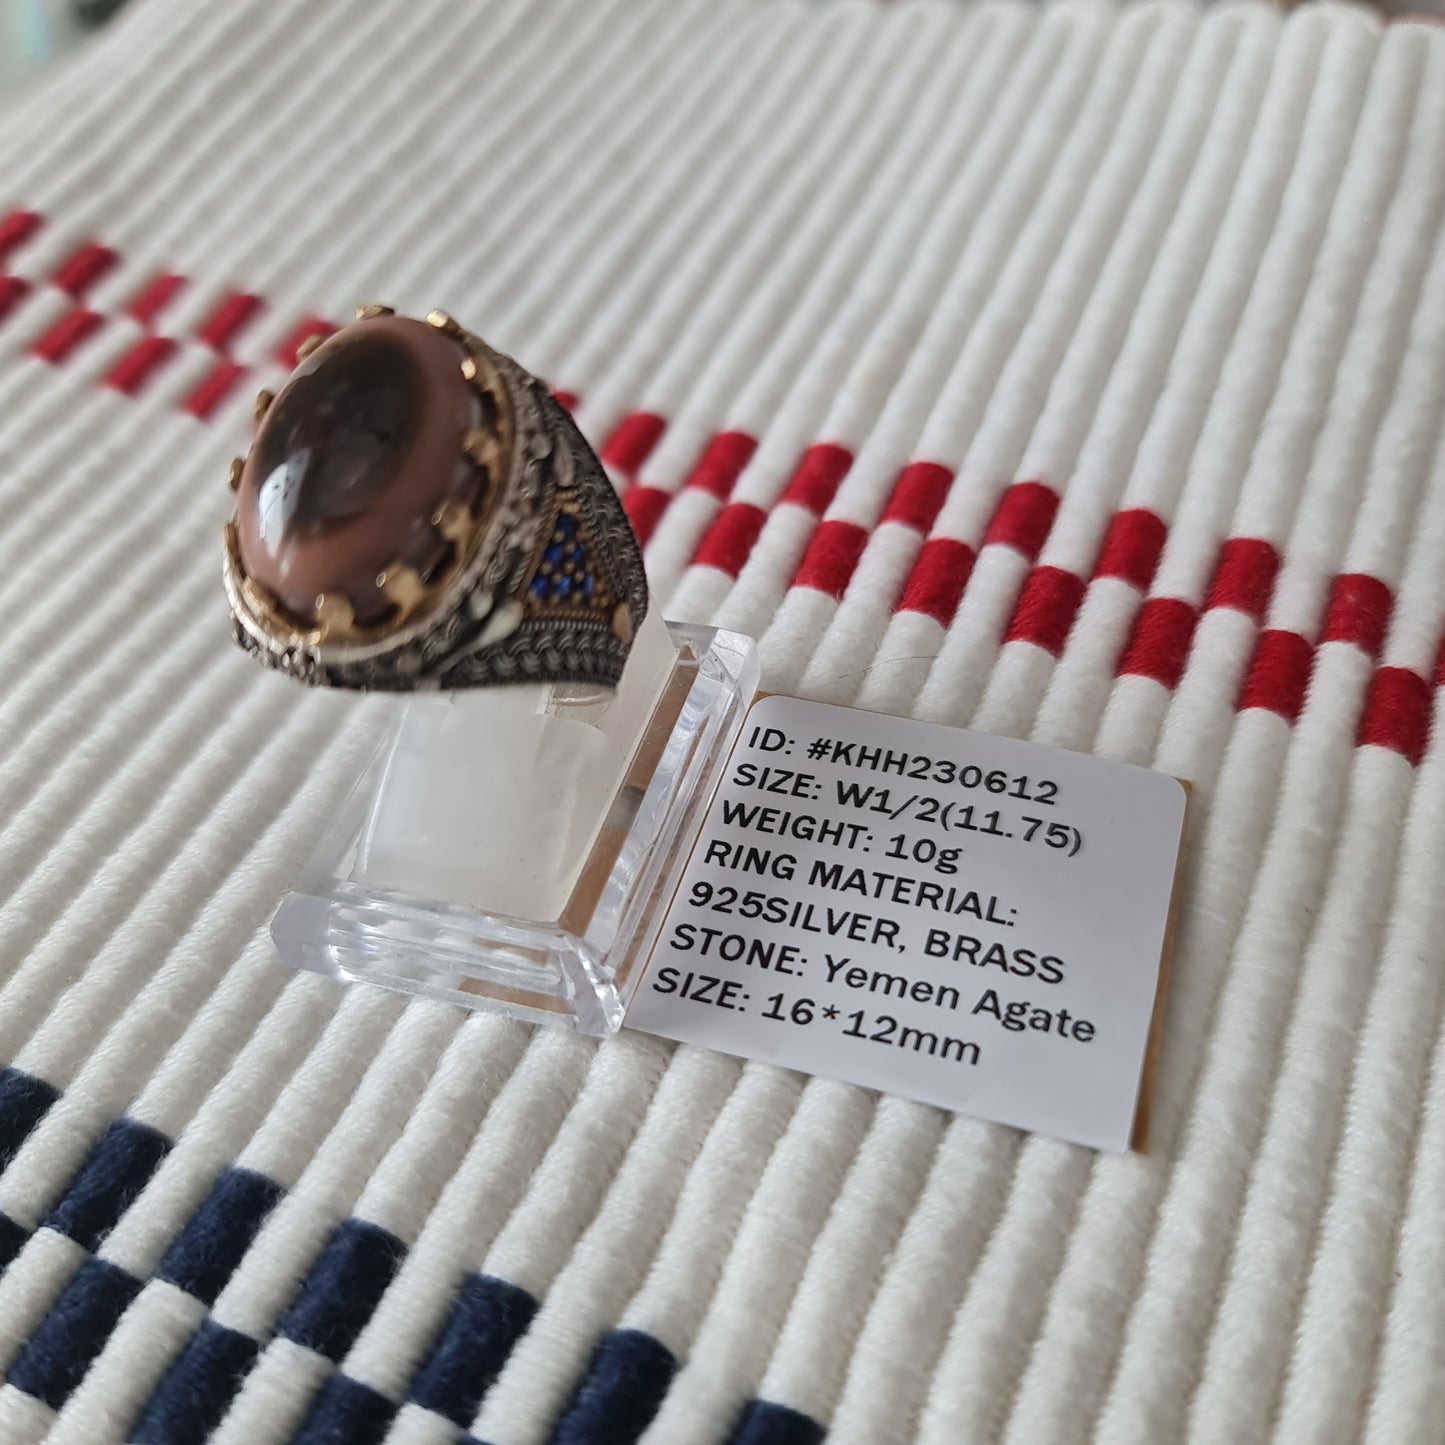 ID: #KHH230612
SIZE: W1/2(11.75)
WEIGHT: 10g
RING MATERIAL:
925SILVER, BRASS
STONE: Yemen Agate
SIZE: 16*12mm